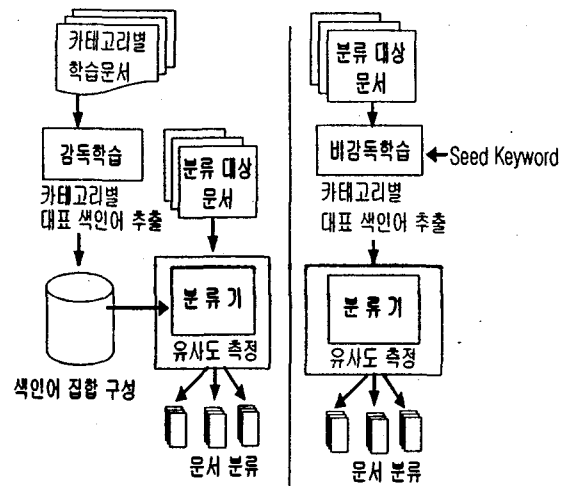 카테고리별
학습문서
감독학습
카테고리별
대표 색인어 추출
색인어 집합 구성
분류 대상
문서
분류기
유사도 측정
문서 분류
분류 대상
문서
비감독학습
Seed Keyword
카테고리별
대표 색인어 추출
분류기
유사도 측정
문서 분류